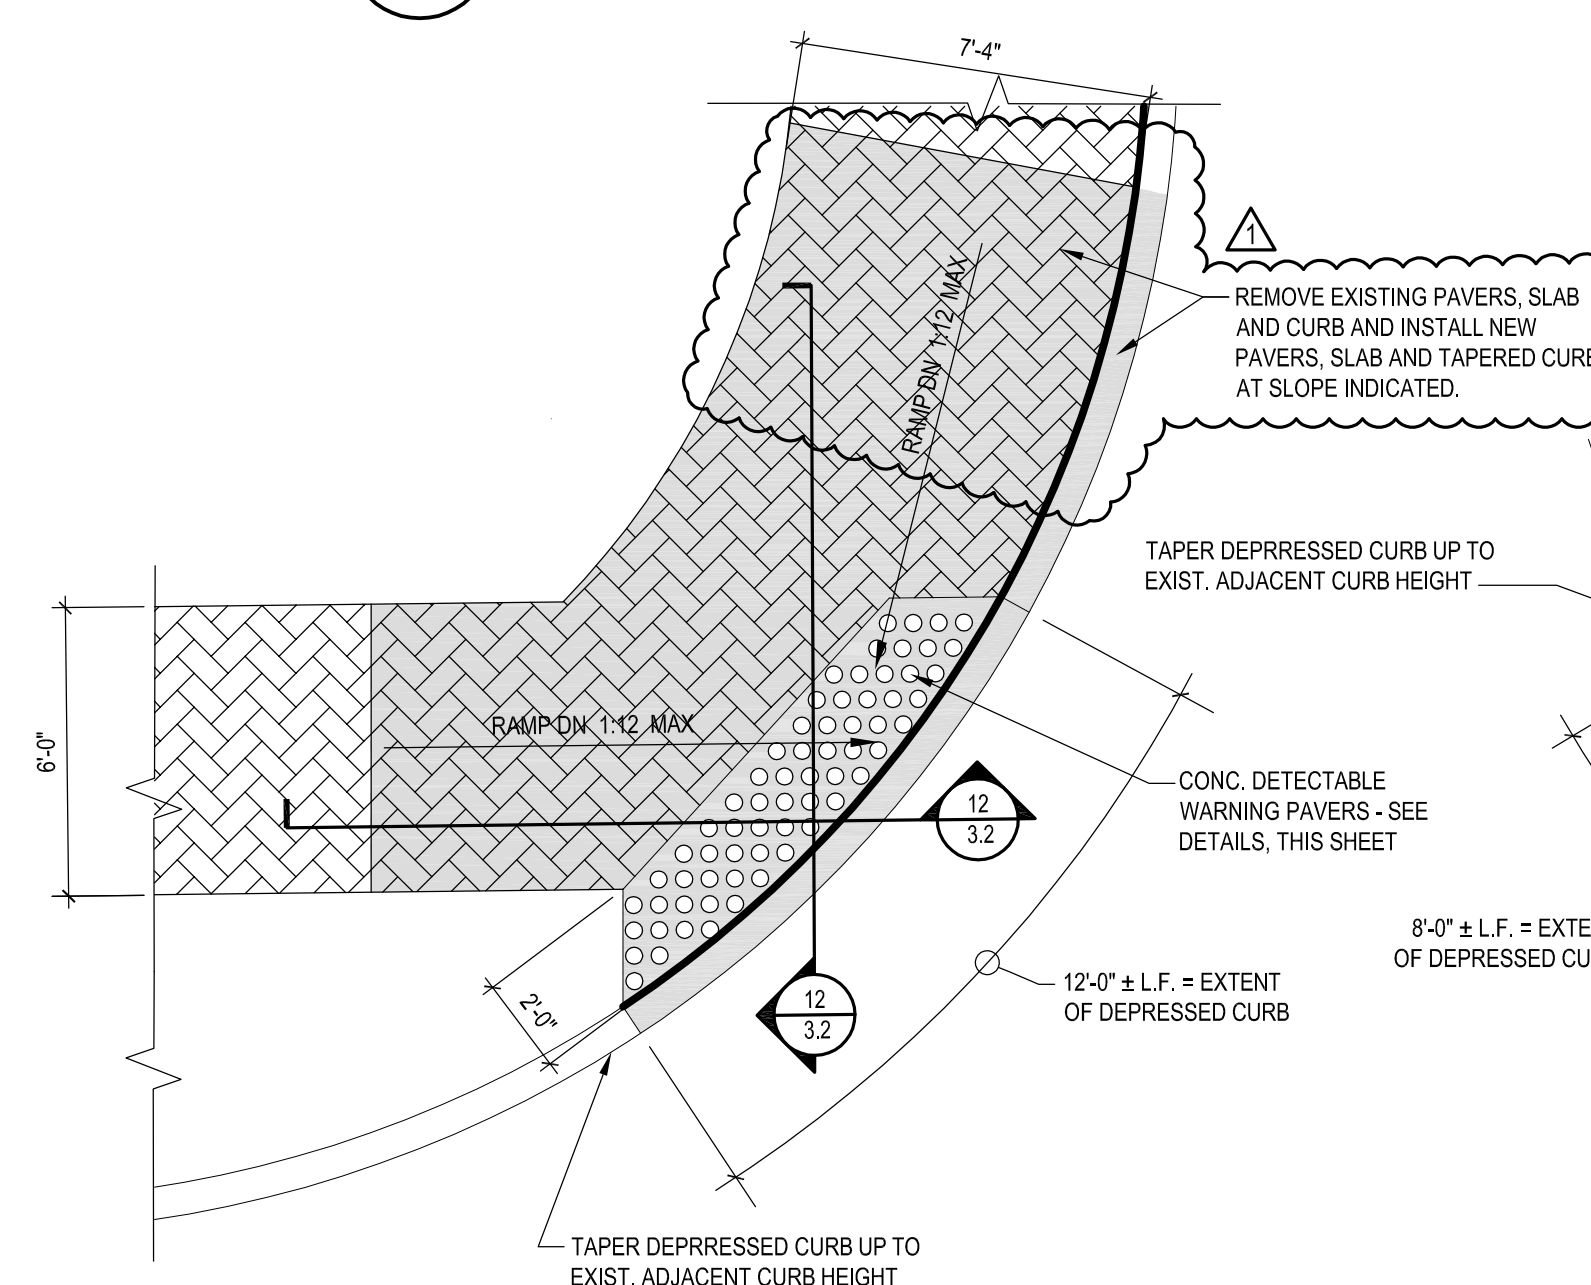 7'-4"
1
REMOVE EXISTING PAVERS, SLAB
AND CURB AND INSTALL NEW
PAVERS, SLAB AND TAPERED CURB
AT SLOPE INDICATED.
RAMP DN 1:12 MAX
TAPER DEPRRESSED CURB UP TO
EXIST. ADJACENT CURB HEIGHT
6'-0"
RAMP DN 1:12 MAX
12
3.2
CONC. DETECTABLE
WARNING PAVERS - SEE
DETAILS, THIS SHEET
8'-0" ± L.F. =
OF DEPRESSED
2'-0"
12
3.2
12'-0" ± L.F. = EXTENT
OF DEPRESSED CURB
TAPER DEPRRESSED CURB UP TO
EXIST. ADJACENT CURB HEIGHT